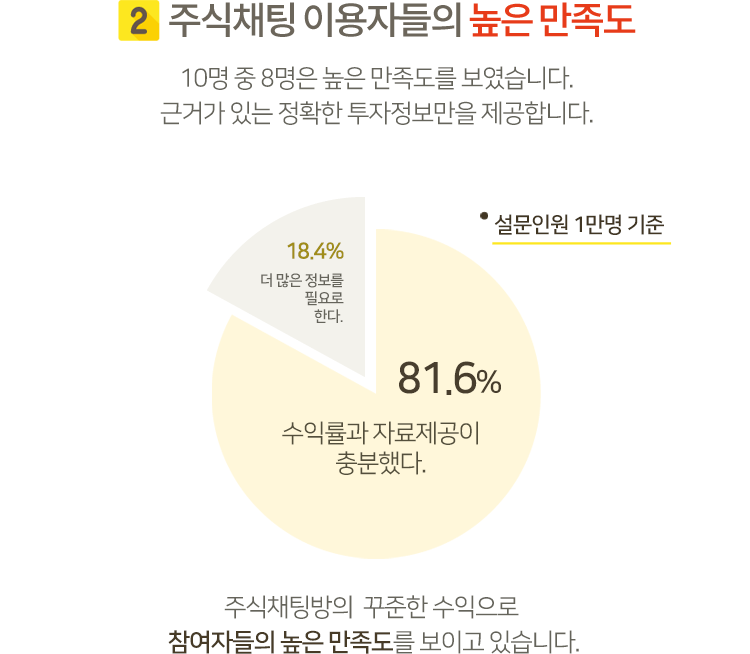 2 주식채팅 이용자들의 높은 만족도
10명 중 8명은 높은 만족도를 보였습니다.
근거가 있는 정확한 투자정보만을 제공합니다.
• 설문인원 1만명 기준
18.4%
더 많은 정보를
필요로
한다.
81.6%
수익률과 자료제공이
충분했다.
주식채팅방의 꾸준한 수익으로
참여자들의 높은 만족도를 보이고 있습니다.